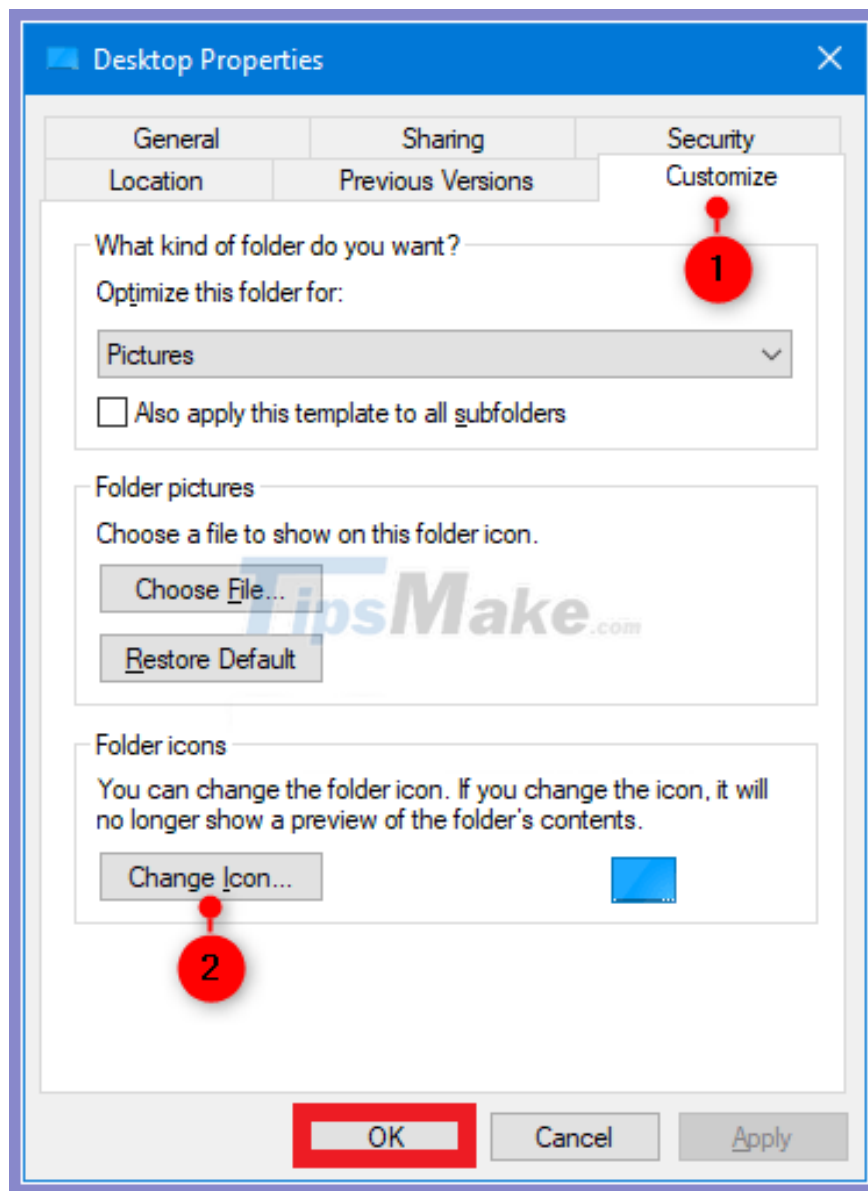 Desktop Properties
General Sharing Security
Location Previous Versions Customize
1
What kind of folder do you want?
Optimize this folder for:
Pictures
Also apply this template to all subfolders
Folder pictures
Choose a file to show on this folder icon.
Choose File...
TipsMake.com
Restore Default
Folder icons
You can change the folder icon. If you change the icon, it will
no longer show a preview of the folder's contents.
Change Icon...
2
OK Cancel Apply